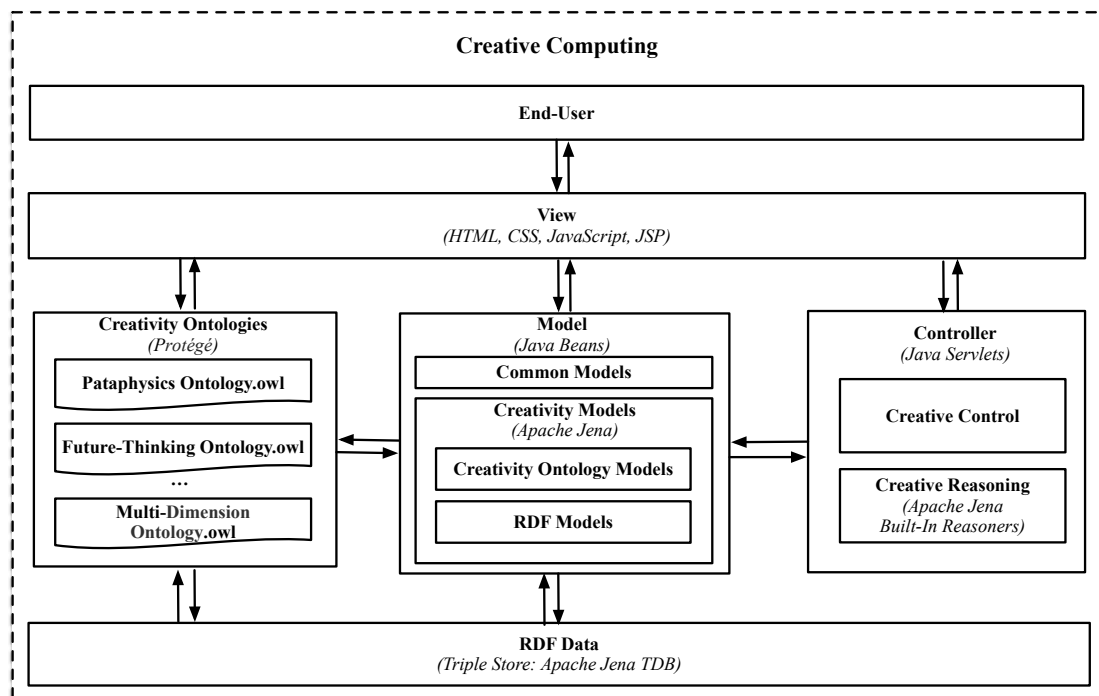 Creative Computing
End-User
View
(HTML, CSS, JavaScript, JSP)
Creativity Ontologies
(Protégé)
Pataphysics Ontology.owl
Future-Thinking Ontology.owl
...
Multi-Dimension
Ontology.owl
Model
(Java Beans)
Common Models
Creativity Models
(Apache Jena)
Creativity Ontology Models
RDF Models
Controller
(Java Servlets)
Creative Control
Creative Reasoning
(Apache Jena
Built-In Reasoners)
RDF Data
(Triple Store: Apache Jena TDB)